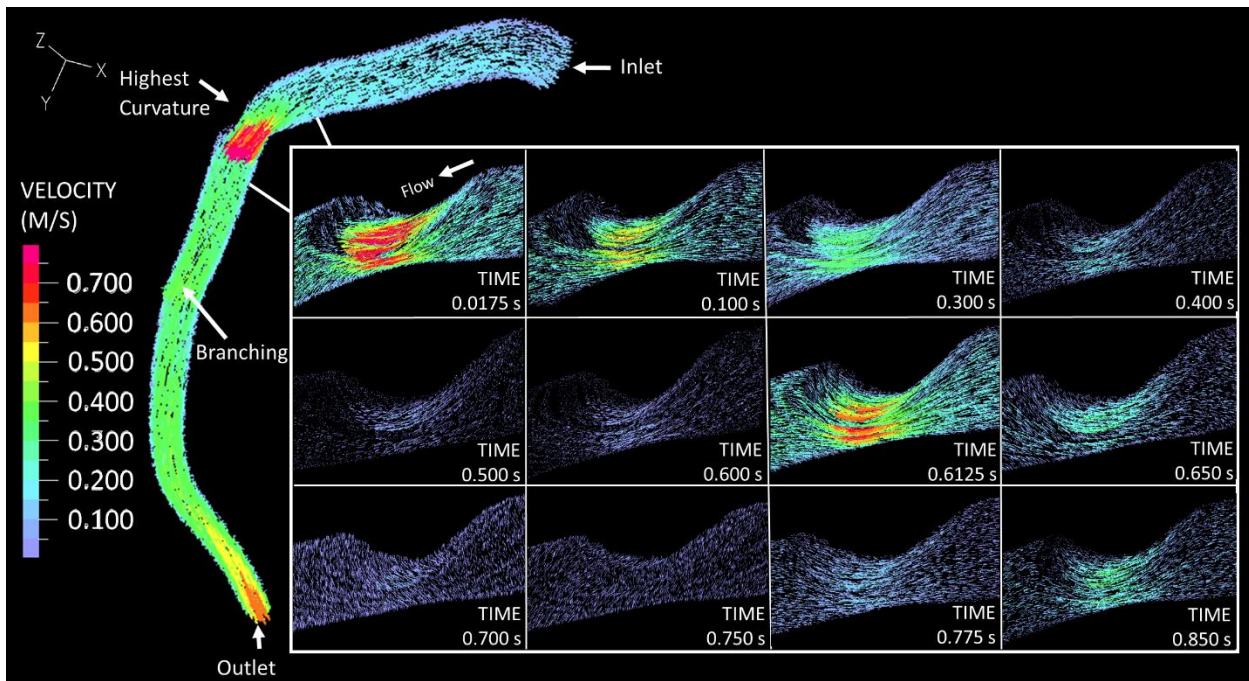 Z
X
Y
Highest
Curvature
Inlet
VELOCITY
(M/S)
0.700
0.600
0.500
0.400
0.300
0.200
0.100
Branching
Outlet
Flow
TIME
0.0175 s
TIME
0.100 s
TIME
0.300 s
TIME
0.400 s
TIME
0.500 s
TIME
0.600 s
TIME
0.6125 s
TIME
0.650 s
TIME
0.700 s
TIME
0.750 s
TIME
0.775 s
TIME
0.850 s